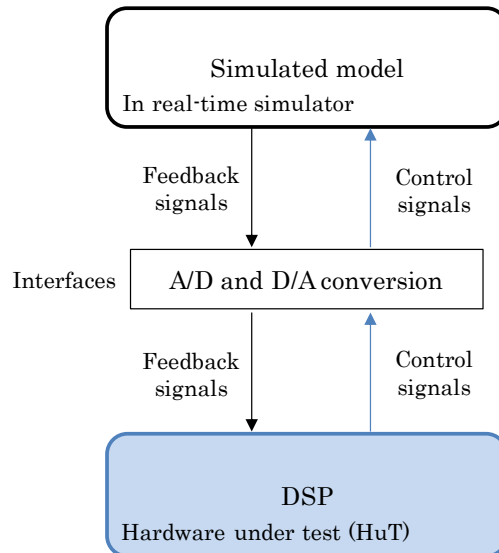 Simulated model
In real-time simulator
Feedback
signals
Control
signals
Interfaces
A/D and D/A conversion
Feedback
signals
Control
signals
DSP
Hardware under test (HuT)